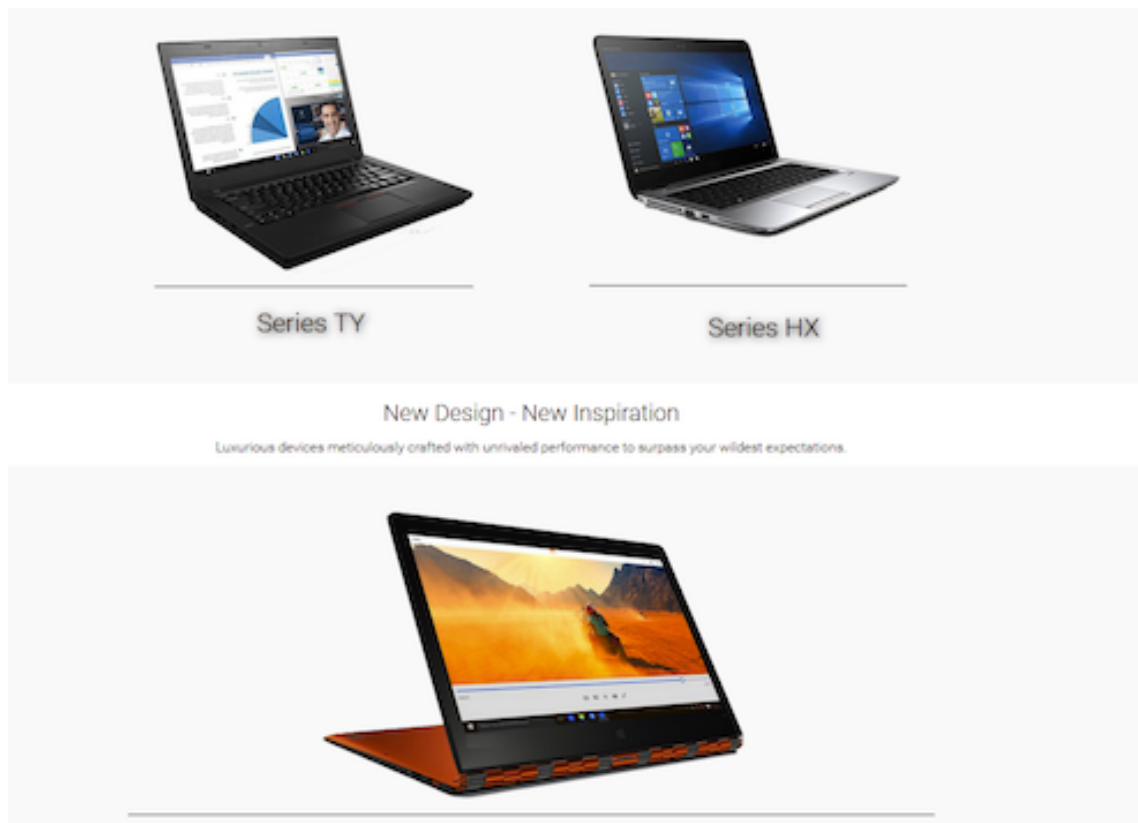 Series TY
Series HX
New Design - New Inspiration
Luxurious devices meticulously crafted with unrivaled performance to surpass your wildest expectations.